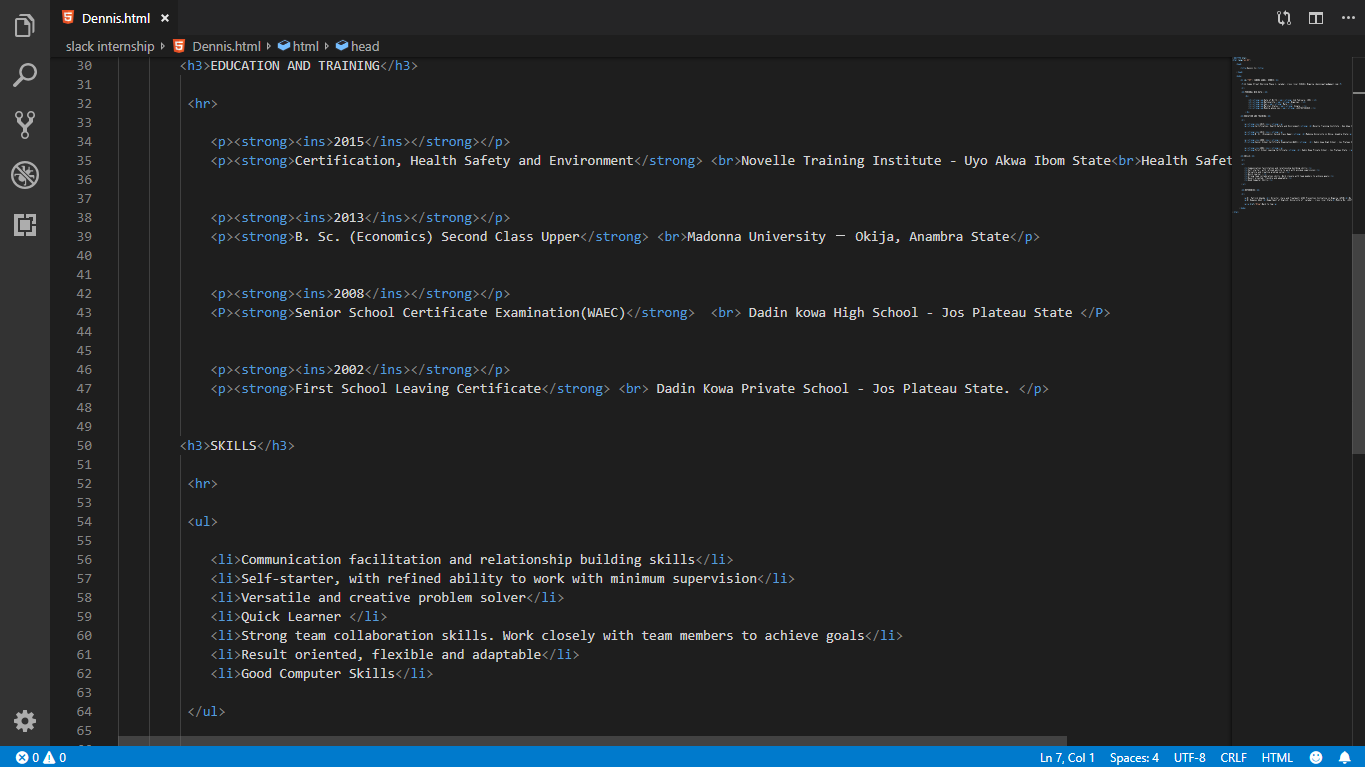 Dennis.html ×
slack internship Dennis.html html head
30 <h3>EDUCATION AND TRAINING</h3>
31
32 <hr>
33
34 <p><strong><ins>2015</ins></strong></p>
35 <p><strong>Certification, Health Safety and Environment</strong> <br>Novelle Training Institute - Uyo Akwa Ibom State<br>Health Safet
36
37
38 <p><strong><ins>2013</ins></strong></p>
39 <p><strong>B. Sc. (Economics) Second Class Upper</strong> <br>Madonna University – Okija, Anambra State</p>
40
41
42 <p><strong><ins>2008</ins></strong></p>
43 <P><strong>Senior School Certificate Examination(WAEC)</strong>  <br> Dadin kowa High School - Jos Plateau State </P>
44
45
46 <p><strong><ins>2002</ins></strong></p>
47 <p><strong>First School Leaving Certificate</strong> <br> Dadin Kowa Private School - Jos Plateau State. </p>
48
49
50 <h3>SKILLS</h3>
51
52 <hr>
53
54 <ul>
55
56 <li>Communication facilitation and relationship building skills</li>
57 <li>Self-starter, with refined ability to work with minimum supervision</li>
58 <li>Versatile and creative problem solver</li>
59 <li>Quick Learner </li>
60 <li>Strong team collaboration skills. Work closely with team members to achieve goals</li>
61 <li>Result oriented, flexible and adaptable</li>
62 <li>Good Computer Skills</li>
63
64 </ul>
65
0 0 Ln 7, Col 1 Spaces: 4 UTF-8 CRLF HTML